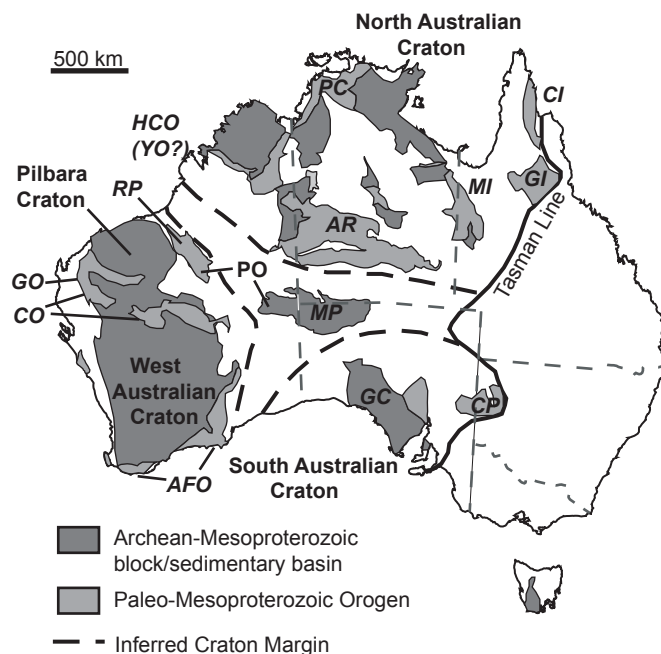 North Australian
Craton
500 km
PC
CI
HCO
(YO?)
Pilbara
Craton
RP
MI
GI
AR
Tasman Line
GO
PO
CO
MP
West
Australian
Craton
GC
CP
AFO
South Australian
Craton
Archean-Mesoproterozoic
block/sedimentary basin
Paleo-Mesoproterozoic Orogen
Inferred Craton Margin